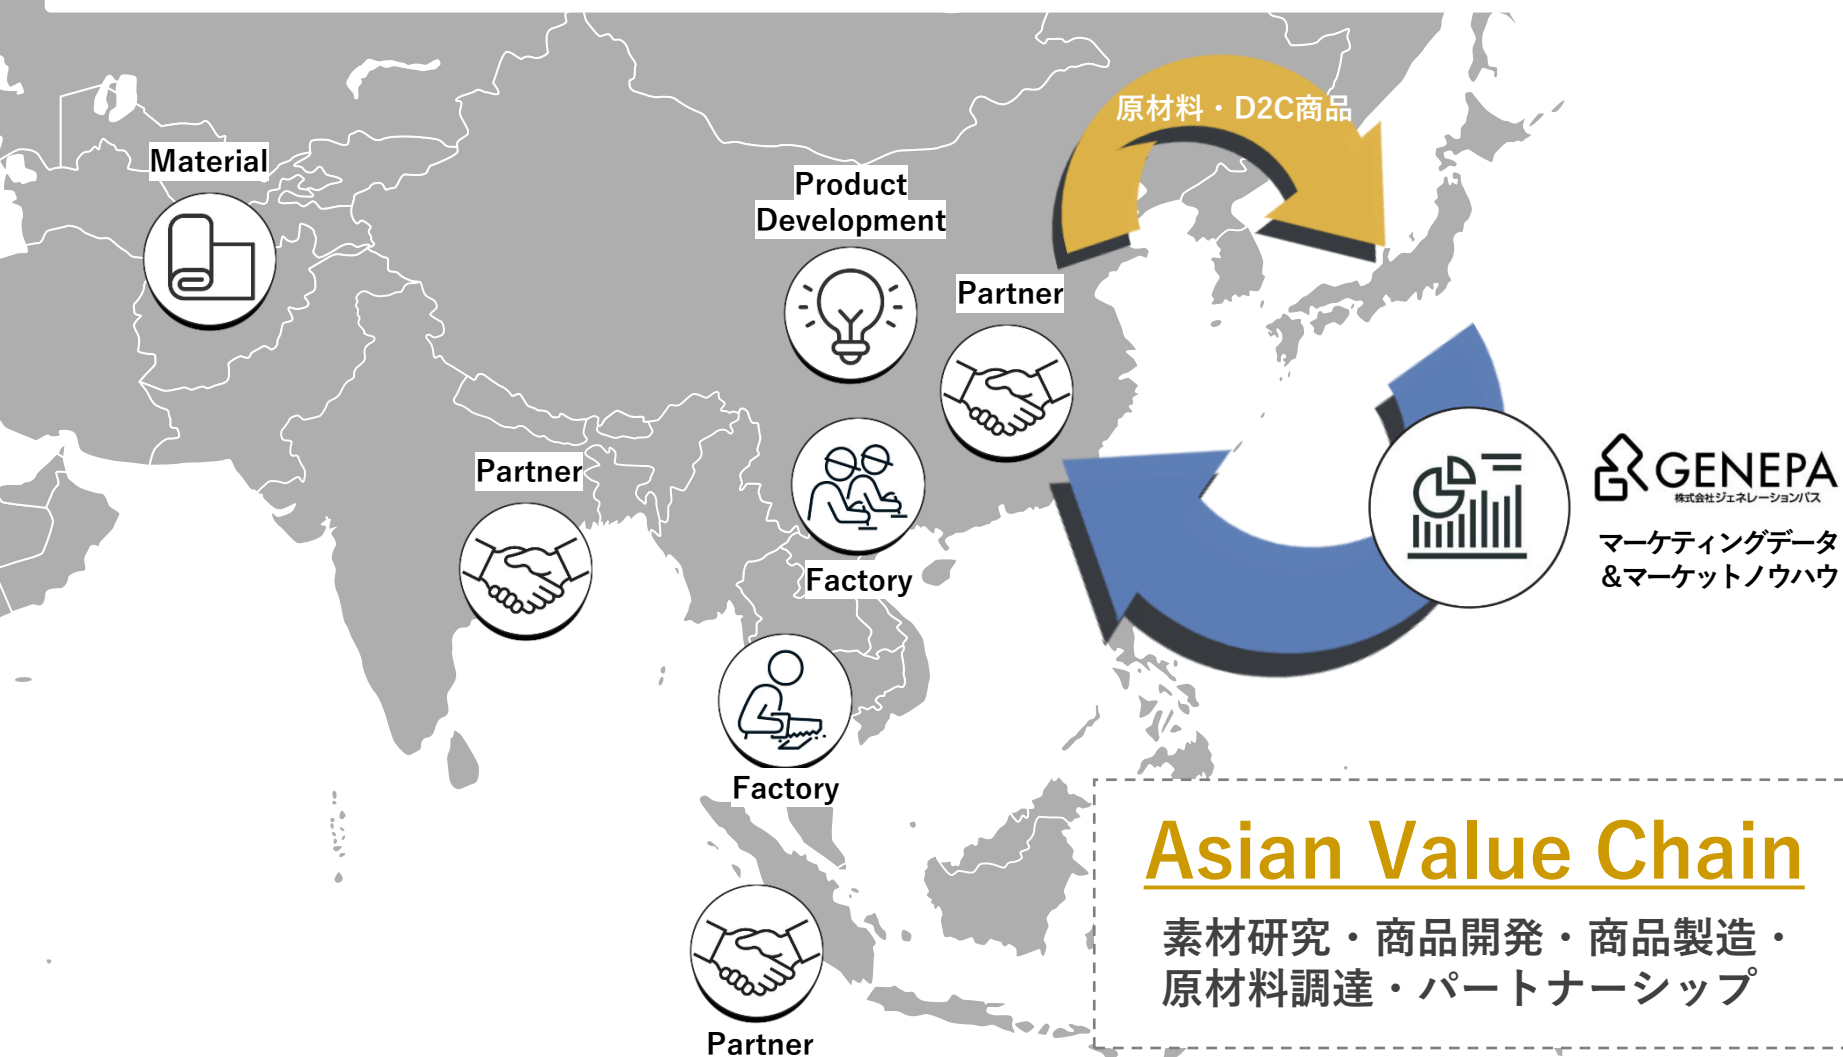 原材料・D2C商品
Material
Product
Development
Partner
Partner
Factory
Factory
Partner
GENEPA
株式会社ジェネレーションパス
マーケティングデータ
&マーケットノウハウ
Asian Value Chain
素材研究・商品開発・商品製造・
原材料調達・パートナーシップ